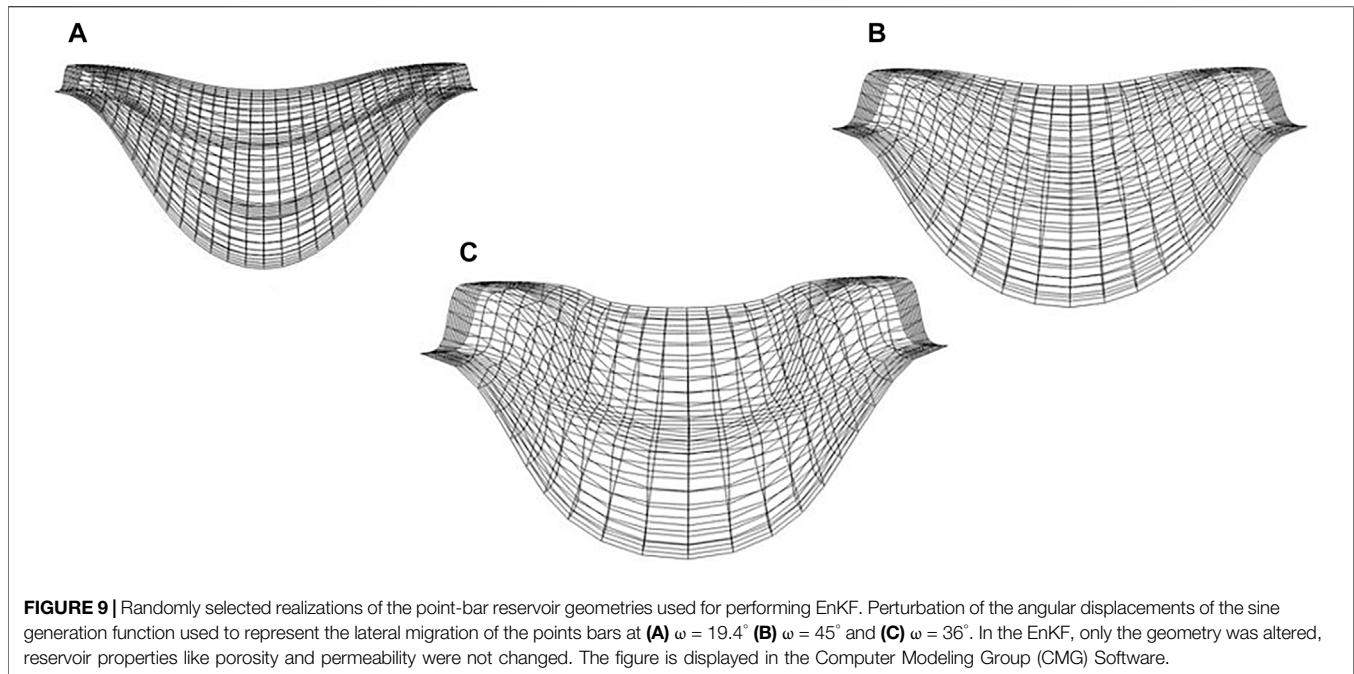 A
B
C
FIGURE 9 | Randomly selected realizations of the point-bar reservoir geometries used for performing EnKF. Perturbation of the angular displacements of the sine
generation function used to represent the lateral migration of the points bars at (A) ω = 19.4° (B) ω = 45° and (C) ω = 36°. In the EnKF, only the geometry was altered,
reservoir properties like porosity and permeability were not changed. The figure is displayed in the Computer Modeling Group (CMG) Software.